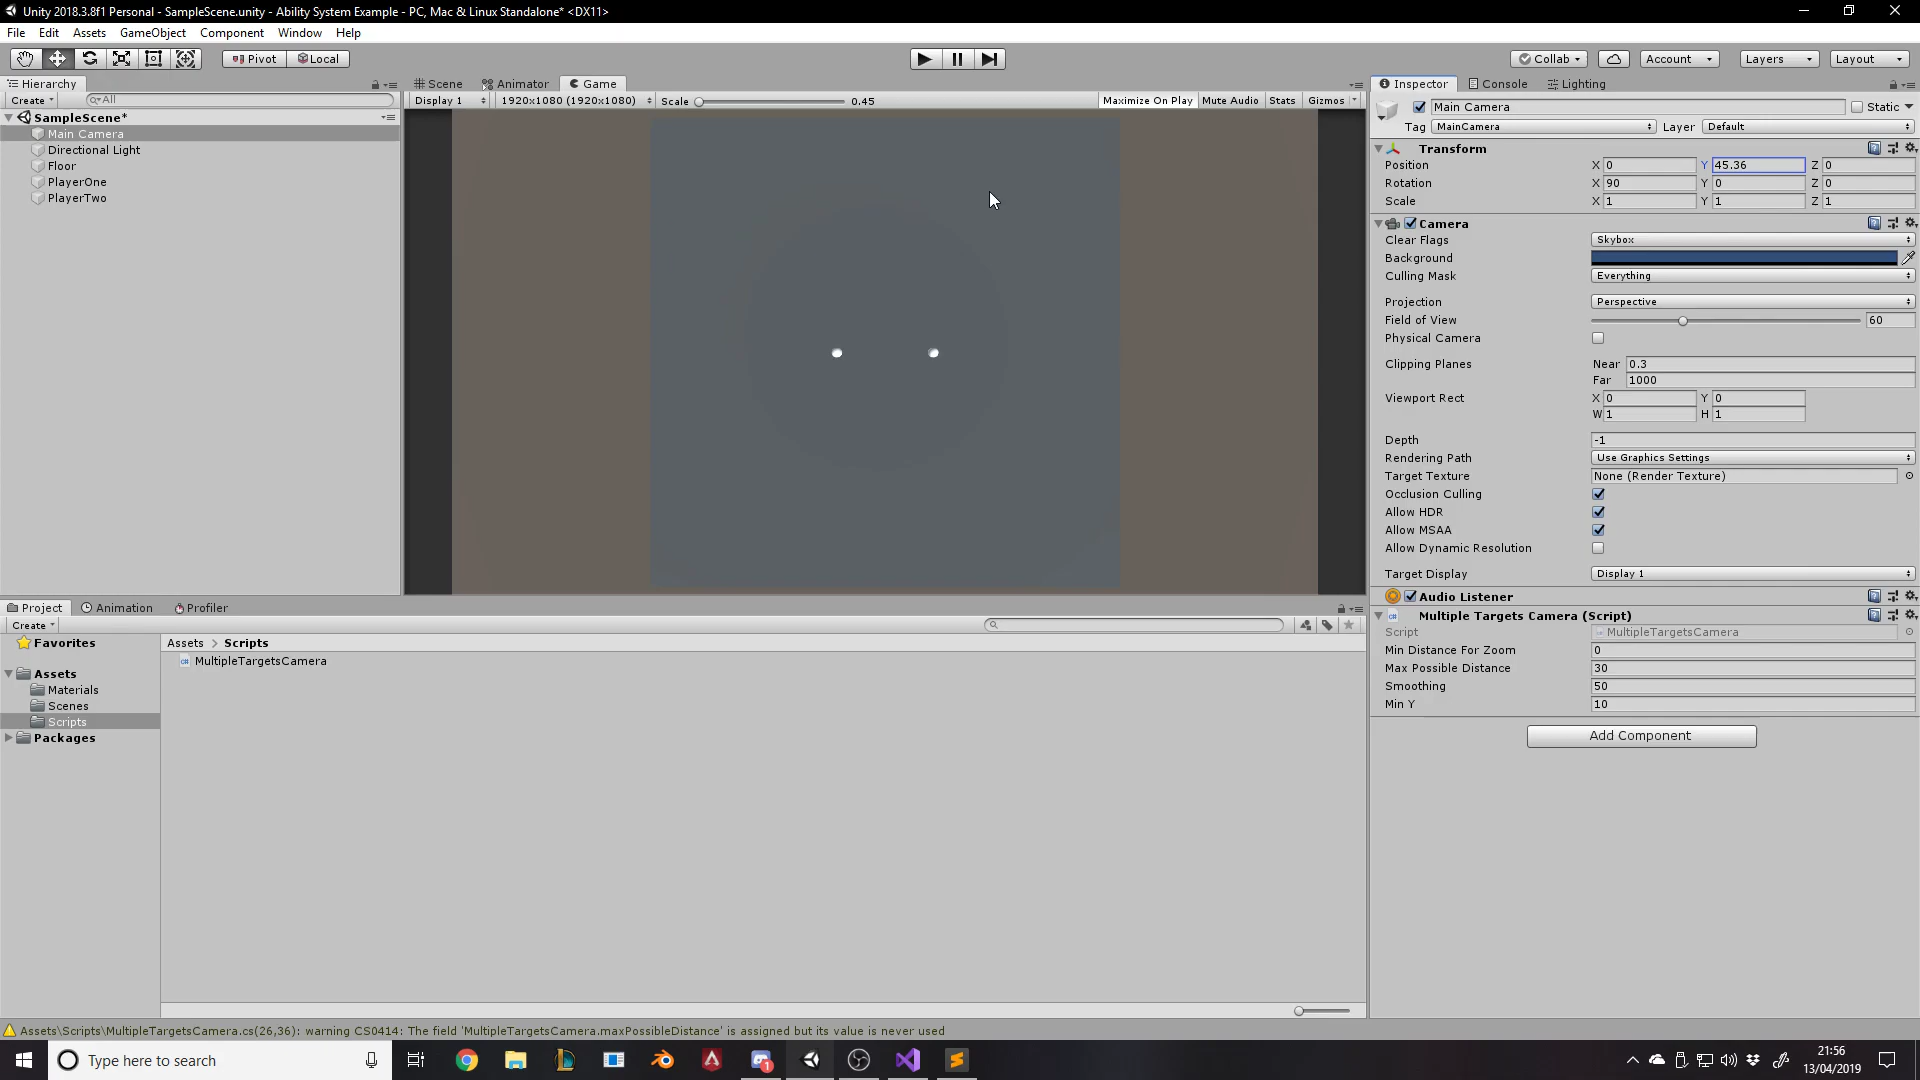 Unity 2018.3.8f1 Personal - SampleScene.unity - Ability System Example - PC, Mac & Linux Standalone* <DX11>
File Edit Assets GameObject Component Window Help
Pivot Local Collab Account Layers Layout
Hierarchy
Create All
SampleScene*
Main Camera
Directional Light
Floor
PlayerOne
PlayerTwo
Scene Animator Game
Display 1 1920x1080 (1920x1080) Scale 0.45 Maximize On Play Mute Audio Stats Gizmos
Inspector Console Lighting
Main Camera Static
Tag MainCamera Layer Default
Transform
Position X 0 Y 45.36 Z 0
Rotation X 90 Y 0 Z 0
Scale X 1 Y 1 Z 1
Camera
Clear Flags Skybox
Background
Culling Mask Everything
Projection Perspective
Field of View 60
Physical Camera
Clipping Planes Near 0.3
Far 1000
Viewport Rect X 0 Y 0
W 1 H 1
Depth -1
Rendering Path Use Graphics Settings
Target Texture None (Render Texture)
Occlusion Culling
Allow HDR
Allow MSAA
Allow Dynamic Resolution
Target Display Display 1
Audio Listener
Multiple Targets Camera (Script)
Script MultipleTargetsCamera
Min Distance For Zoom 0
Max Possible Distance 30
Smoothing 50
Min Y 10
Add Component
Project Animation Profiler
Create
Favorites
Assets
Materials
Scenes
Scripts
Packages
Assets > Scripts
MultipleTargetsCamera
Assets\Scripts\MultipleTargetsCamera.cs(26,36): warning CS0414: The field 'MultipleTargetsCamera.maxPossibleDistance' is assigned but its value is never used
Type here to search
1
21:56
13/04/2019